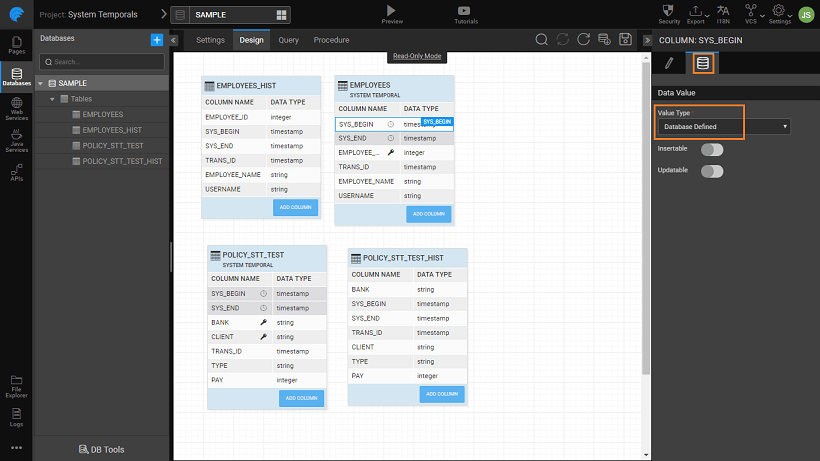 Project: System Temporals
SAMPLE
Preview
Tutorials
Security
Export
I18N
VCS
Settings
JS
Pages
Databases
Web Services
Java Services
APIs
File Explorer
Logs
Databases
Search...
SAMPLE
Tables
EMPLOYEES
EMPLOYEES_HIST
POLICY_STT_TEST
POLICY_STT_TEST_HIST
DB Tools
Settings
Design
Query
Procedure
Read-Only Mode
EMPLOYEES_HIST
COLUMN NAME DATA TYPE
EMPLOYEE_ID integer
SYS_BEGIN timestamp
SYS_END timestamp
TRANS_ID timestamp
EMPLOYEE_NAME string
USERNAME string
ADD COLUMN
EMPLOYEES
SYSTEM TEMPORAL
COLUMN NAME DATA TYPE
SYS_BEGIN times SYS_BEGIN
SYS_END timestamp
EMPLOYEE_... integer
TRANS_ID timestamp
EMPLOYEE_NAME string
USERNAME string
ADD COLUMN
POLICY_STT_TEST
SYSTEM TEMPORAL
COLUMN NAME DATA TYPE
SYS_BEGIN timestamp
SYS_END timestamp
BANK string
CLIENT string
TRANS_ID timestamp
TYPE string
PAY integer
ADD COLUMN
POLICY_STT_TEST_HIST
COLUMN NAME DATA TYPE
BANK string
SYS_BEGIN timestamp
SYS_END timestamp
TRANS_ID timestamp
CLIENT string
TYPE string
PAY integer
ADD COLUMN
COLUMN: SYS_BEGIN
Data Value
Value Type
Database Defined
Insertable
Updatable